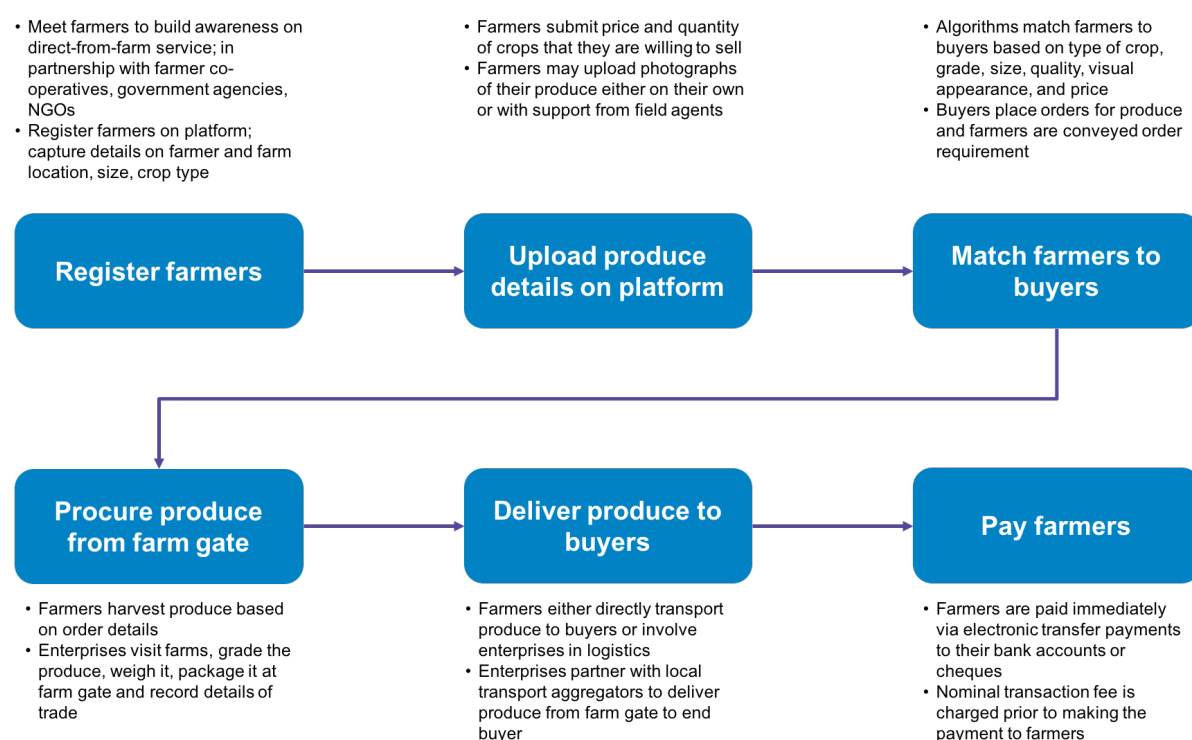 • Meet farmers to build awareness on
direct-from-farm service; in
partnership with farmer co-
operatives, government agencies,
NGOs
• Register farmers on platform;
capture details on farmer and farm
location, size, crop type
• Farmers submit price and quantity
of crops that they are willing to sell
• Farmers may upload photographs
of their produce either on their own
or with support from field agents
• Algorithms match farmers to
buyers based on type of crop,
grade, size, quality, visual
appearance, and price
• Buyers place orders for produce
and farmers are conveyed order
requirement
Register farmers
Upload produce
details on platform
Match farmers to
buyers
Procure produce
from farm gate
Deliver produce to
buyers
Pay farmers
• Farmers harvest produce based
on order details
• Enterprises visit farms, grade the
produce, weigh it, package it at
farm gate and record details of
trade
• Farmers either directly transport
produce to buyers or involve
enterprises in logistics
• Enterprises partner with local
transport aggregators to deliver
produce from farm gate to end
buyer
• Farmers are paid immediately
via electronic transfer payments
to their bank accounts or
cheques
• Nominal transaction fee is
charged prior to making the
payment to farmers